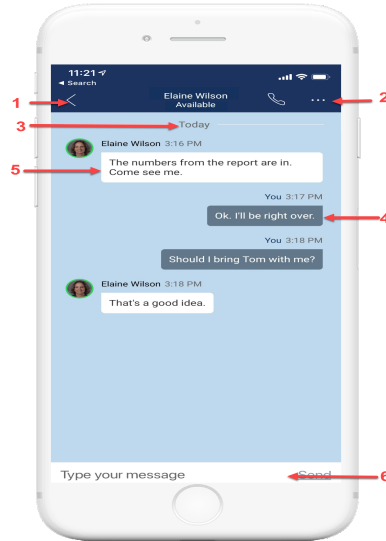 11:21
Search
Elaine Wilson
Available
1
2
3
Today
Elaine Wilson 3:16 PM
5
The numbers from the report are in.
Come see me.
You 3:17 PM
Ok. I'll be right over.
4
You 3:18 PM
Should I bring Tom with me?
Elaine Wilson 3:18 PM
That's a good idea.
Type your message
Send
6